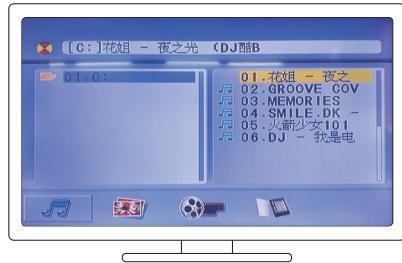 [C:]花姐 - 夜之光 (DJ酷B
01.C:
01.花姐 - 夜之
02.GROOVE COV
03.MEMORIES
04.SMILE.DK -
05.火箭少女101
06.DJ - 我是电